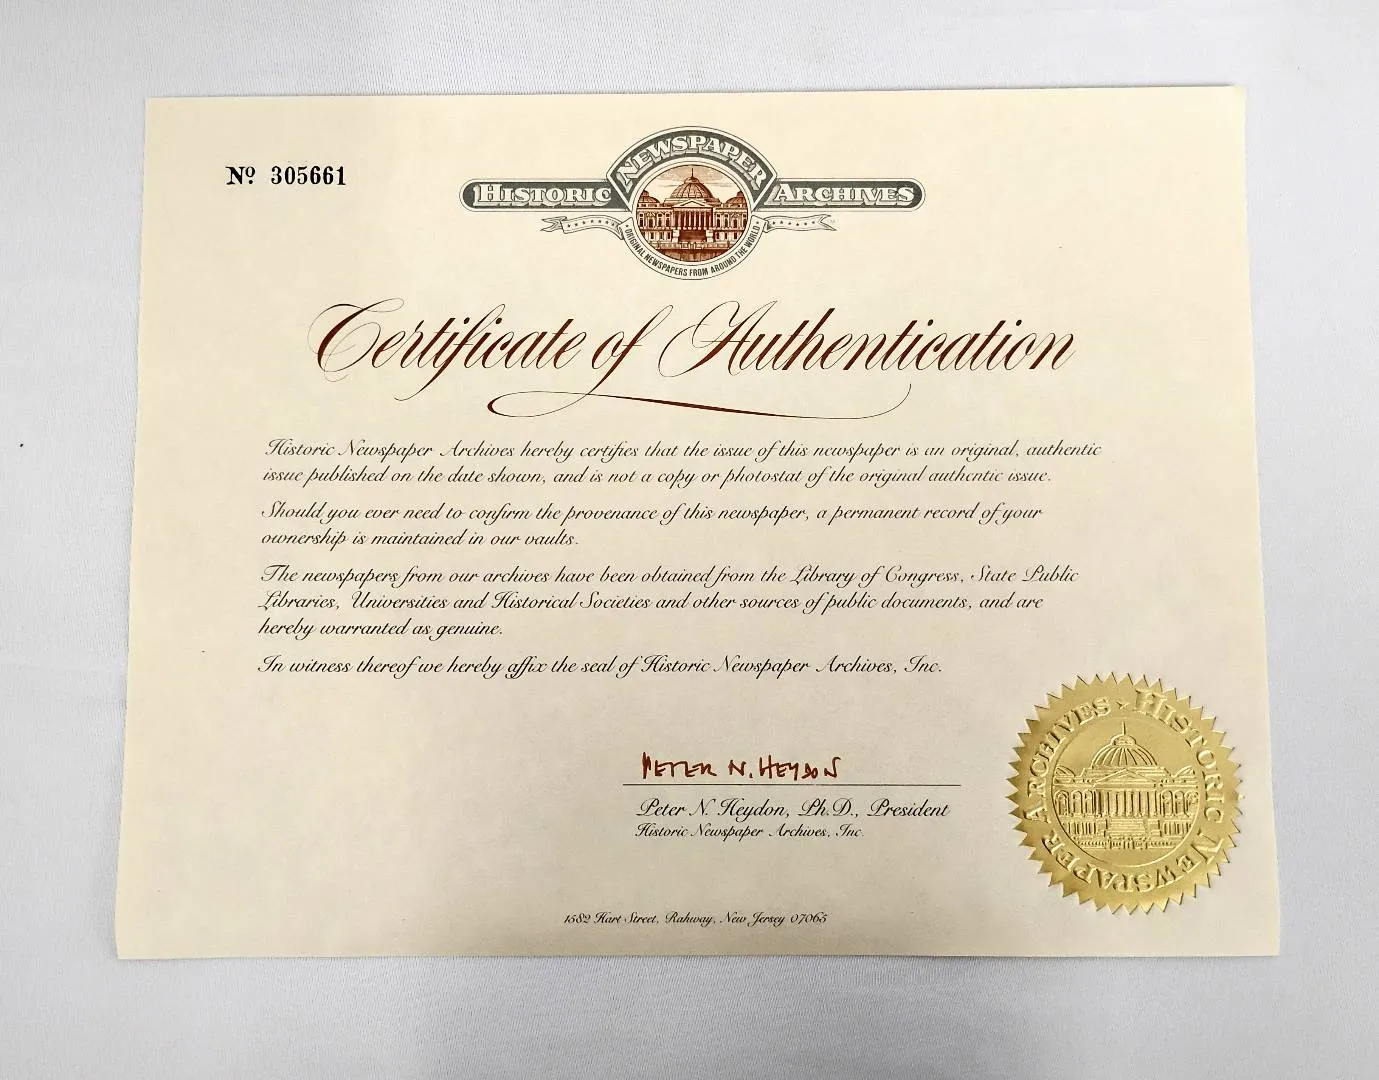 Nº 305661
HISTORIC NEWSPAPER ARCHIVES
ORIGINAL NEWSPAPERS FROM AROUND THE WORLD
Certificate of Authentication
Historic Newspaper Archives hereby certifies that the issue of this newspaper is an original, authentic
issue published on the date shown, and is not a copy or photostat of the original authentic issue.
Should you ever need to confirm the provenance of this newspaper, a permanent record of your
ownership is maintained in our vaults.
The newspapers from our archives have been obtained from the Library of Congress, State Public
Libraries, Universities and Historical Societies and other sources of public documents, and are
hereby warranted as genuine.
In witness thereof we hereby affix the seal of Historic Newspaper Archives, Inc.
PETER N. HEYDON
Peter N. Heydon, Ph.D., President
Historic Newspaper Archives, Inc.
HISTORIC NEWSPAPER ARCHIVES
1582 Hart Street, Rahway, New Jersey 07065